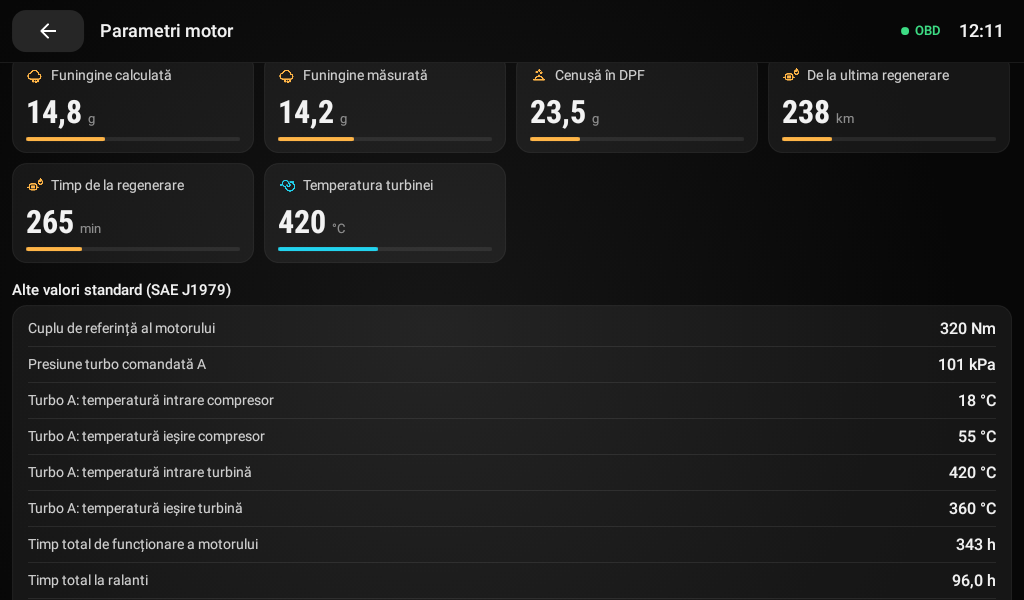 Parametri motor
OBD 12:11
Funingine calculată
14,8 g
Funingine măsurată
14,2 g
Cenușă în DPF
23,5 g
De la ultima regenerare
238 km
Timp de la regenerare
265 min
Temperatura turbinei
420 °C
Alte valori standard (SAE J1979)
Cuplu de referință al motorului 320 Nm
Presiune turbo comandată A 101 kPa
Turbo A: temperatură intrare compresor 18 °C
Turbo A: temperatură ieșire compresor 55 °C
Turbo A: temperatură intrare turbină 420 °C
Turbo A: temperatură ieșire turbină 360 °C
Timp total de funcționare a motorului 343 h
Timp total la ralanti 96,0 h